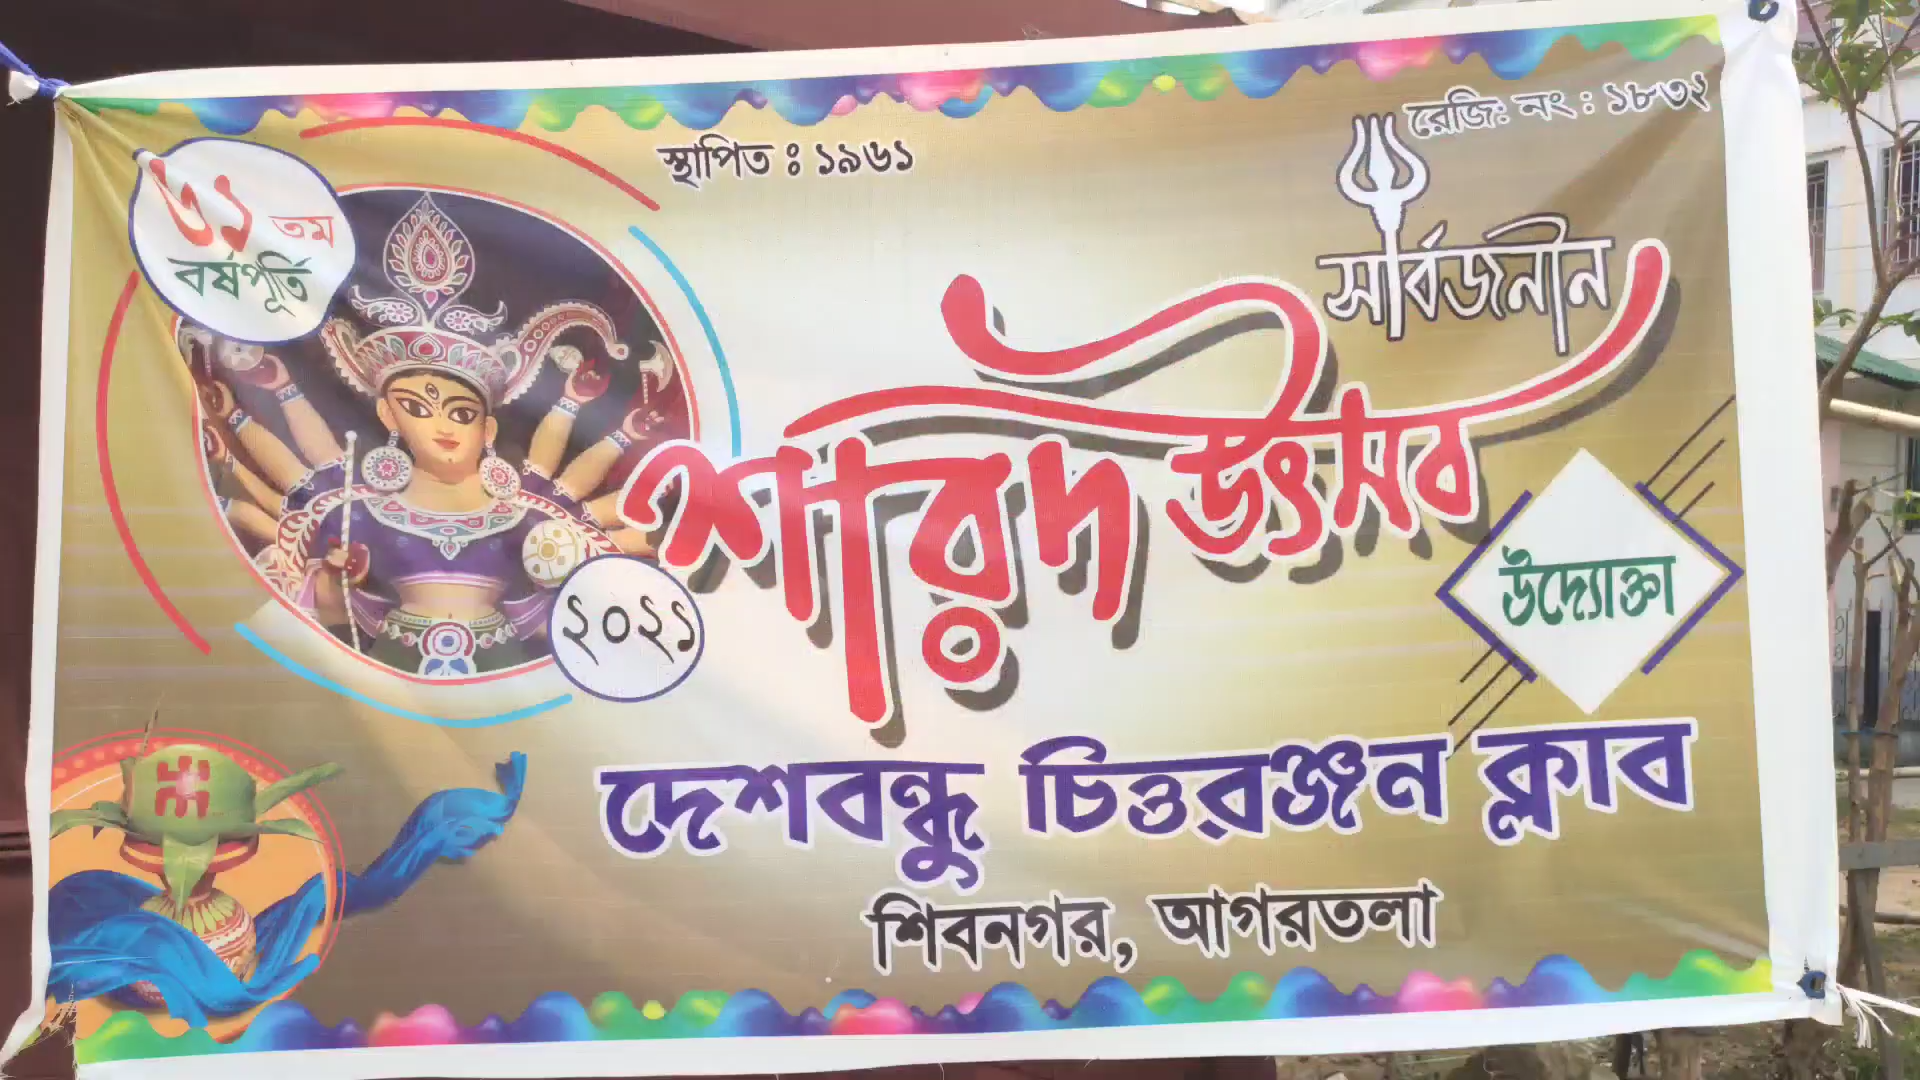 রেজি: নং : ১৮৩২
স্থাপিত : ১৯৬১
৬১ তম
বর্ষপূর্তি
সার্বজনীন
শারদ উৎসব
২০২১
উদ্যোক্তা
দেশবন্ধু চিত্তরঞ্জন ক্লাব
শিবনগর, আগরতলা